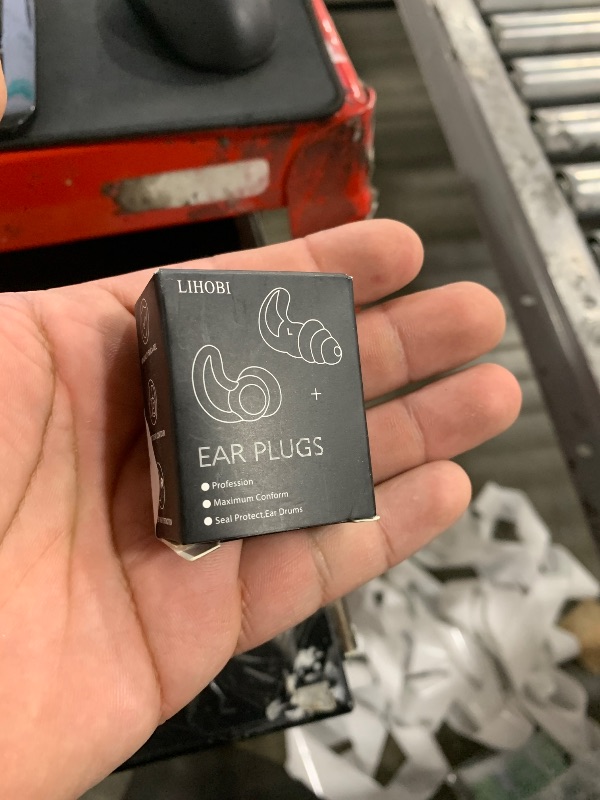 LIHOBI
L
+
EAR PLUGS
Profession
Maximum Conform
Seal Protect.Ear Drums